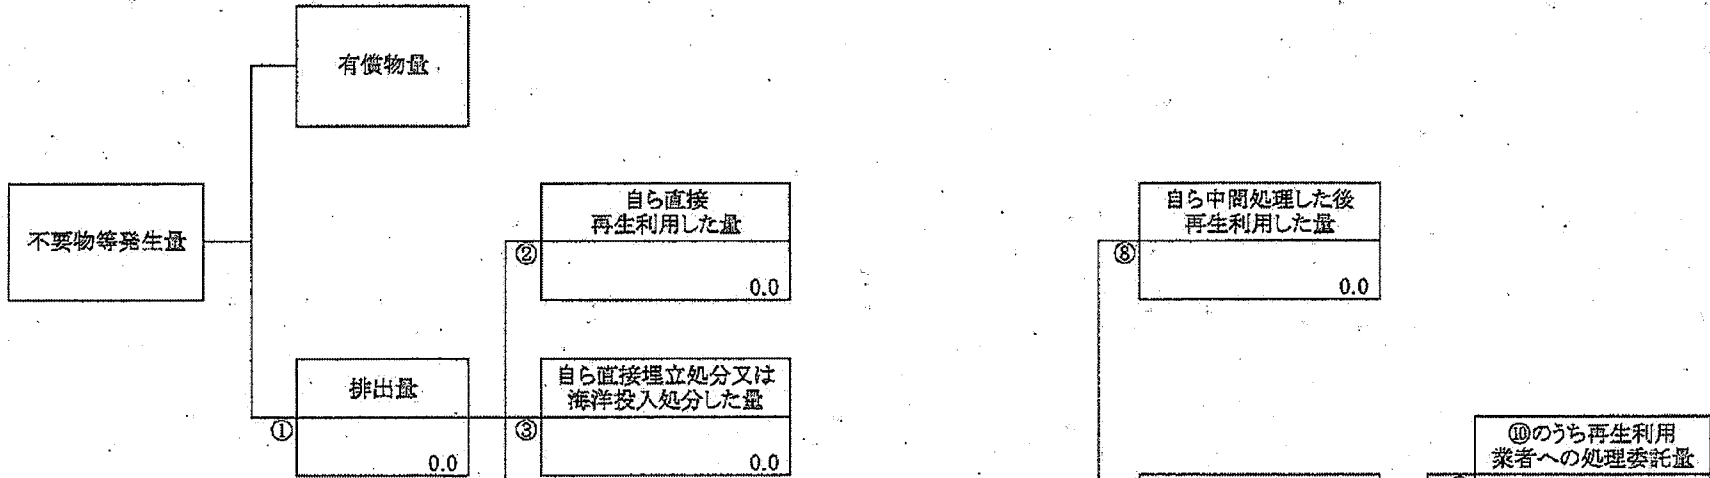 有償物量
不要物等発生量
自ら直接
再生利用した量
②
0.0
自ら中間処理した後
再生利用した量
⑧
0.0
排出量
①
0.0
自ら直接埋立処分又は
海洋投入処分した量
③
0.0
⑩のうち再生利用
業者への処理委託量